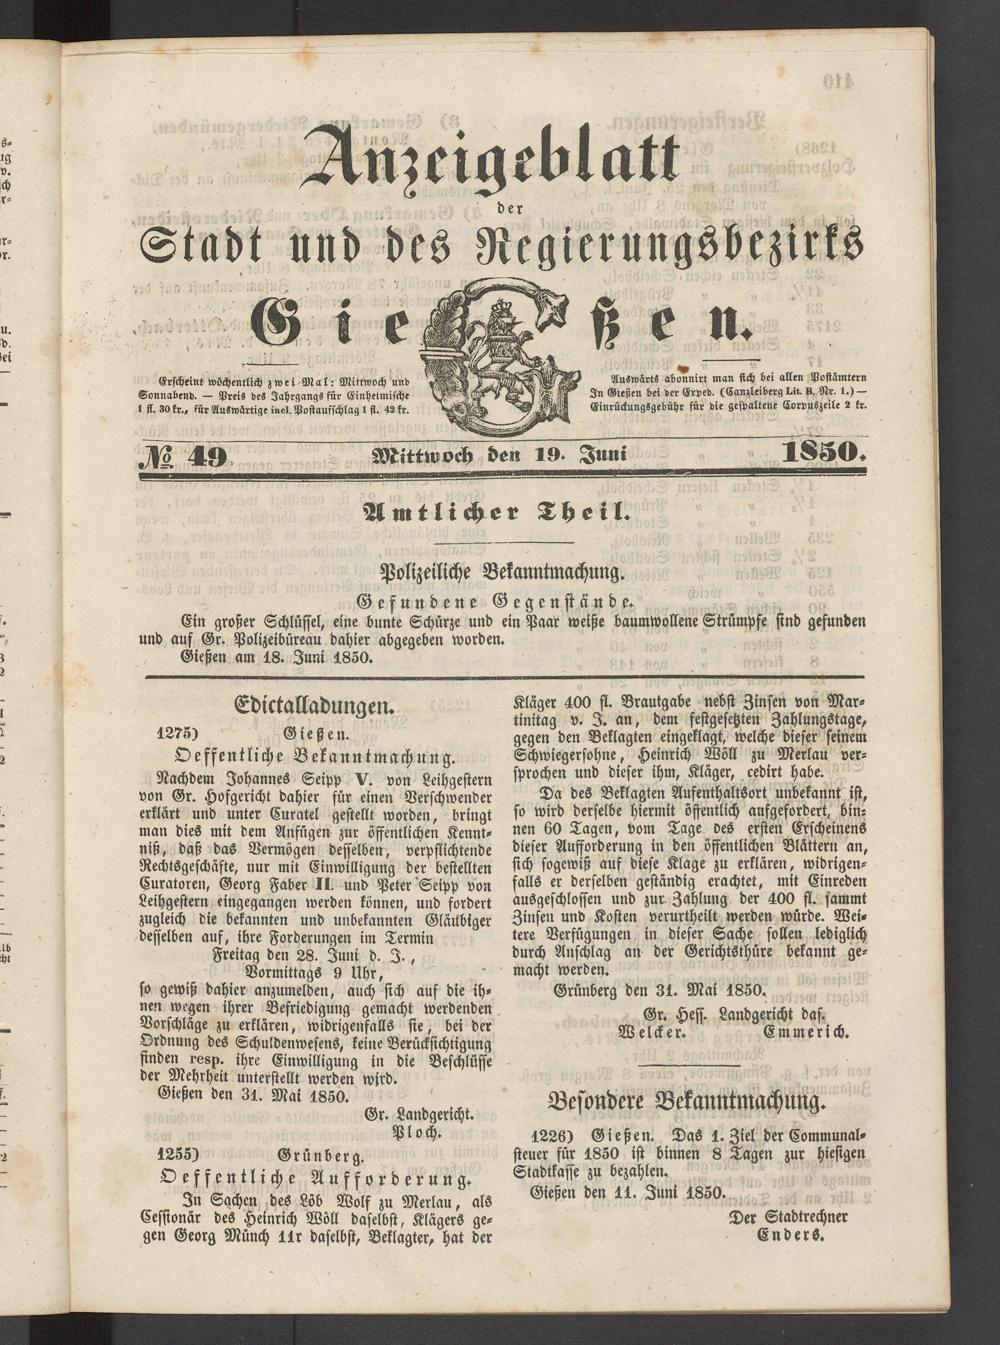 Anzeigeblatt
der
Stadt und des Regierungsbezirks
Gießen.
Erscheint wöchentlich zwei Mal: Mittwoch und
Sonnabend. — Preis des Jahrgangs für Einheimische
1 fl. 30 kr., für Auswärtige incl. Postaufschlag 1 fl. 42 kr.
Auswärts abonnirt man sich bei allen Postämtern
In Gießen bei der Exped. (Canzleiberg Lit. B. Nr. 1.) —
Einrückungsgebühr für die gespaltene Corpuszeile 2 kr.
No. 49 Mittwoch den 19. Juni 1850.
Amtlicher Theil.
Polizeiliche Bekanntmachung.
Gefundene Gegenstände.
Ein großer Schlüssel, eine bunte Schürze und ein Paar weiße baumwollene Strümpfe sind gefunden
und auf Gr. Polizeibüreau dahier abgegeben worden.
Gießen am 18. Juni 1850.
Edictalladungen.
1275) Gießen.
Oeffentliche Bekanntmachung.
Nachdem Johannes Seipp V. von Leihgestern
von Gr. Hofgericht dahier für einen Verschwender
erklärt und unter Curatel gestellt worden, bringt
man dies mit dem Anfügen zur öffentlichen Kennt-
niß, daß das Vermögen desselben, verpflichtende
Rechtsgeschäfte, nur mit Einwilligung der bestellten
Curatoren, Georg Faber II. und Peter Seipp von
Leihgestern eingegangen werden können, und fordert
zugleich die bekannten und unbekannten Gläubiger
desselben auf, ihre Forderungen im Termin
Freitag den 28. Juni d. J.,
Vormittags 9 Uhr,
so gewiß dahier anzumelden, auch sich auf die ih-
nen wegen ihrer Befriedigung gemacht werdenden
Vorschläge zu erklären, widrigenfalls sie, bei der
Ordnung des Schuldenwesens, keine Berücksichtigung
finden resp. ihre Einwilligung in die Beschlüsse
der Mehrheit unterstellt werden wird.
Gießen den 31. Mai 1850.
Gr. Landgericht.
Ploch.
1255) Grünberg.
Oeffentliche Aufforderung.
In Sachen des Löb Wolf zu Merlau, als
Cessionär des Heinrich Wöll daselbst, Klägers ge-
gen Georg Münch 11r daselbst, Beklagter, hat der
Kläger 400 fl. Brautgabe nebst Zinsen von Mar-
tinitag v. J. an, dem festgesetzten Zahlungstage,
gegen den Beklagten eingeklagt, welche dieser seinem
Schwiegersohne, Heinrich Wöll zu Merlau ver-
sprochen und dieser ihm, Kläger, cedirt habe.
Da des Beklagten Aufenthaltsort unbekannt ist,
so wird derselbe hiermit öffentlich aufgefordert, bin-
nen 60 Tagen, vom Tage des ersten Erscheinens
dieser Aufforderung in den öffentlichen Blättern an,
sich sogewiß auf diese Klage zu erklären, widrigen-
falls er derselben geständig erachtet, mit Einreden
ausgeschlossen und zur Zahlung der 400 fl. sammt
Zinsen und Kosten verurtheilt werden würde. Wei-
tere Verfügungen in dieser Sache sollen lediglich
durch Anschlag an der Gerichtsthüre bekannt ge-
macht werden.
Grünberg den 31. Mai 1850.
Gr. Hess. Landgericht das.
Welcker. Emmerich.
Besondere Bekanntmachung.
1226) Gießen. Das 1. Ziel der Communal-
steuer für 1850 ist binnen 8 Tagen zur hiesigen
Stadtkasse zu bezahlen.
Gießen den 11. Juni 1850.
Der Stadtrechner
Enders.